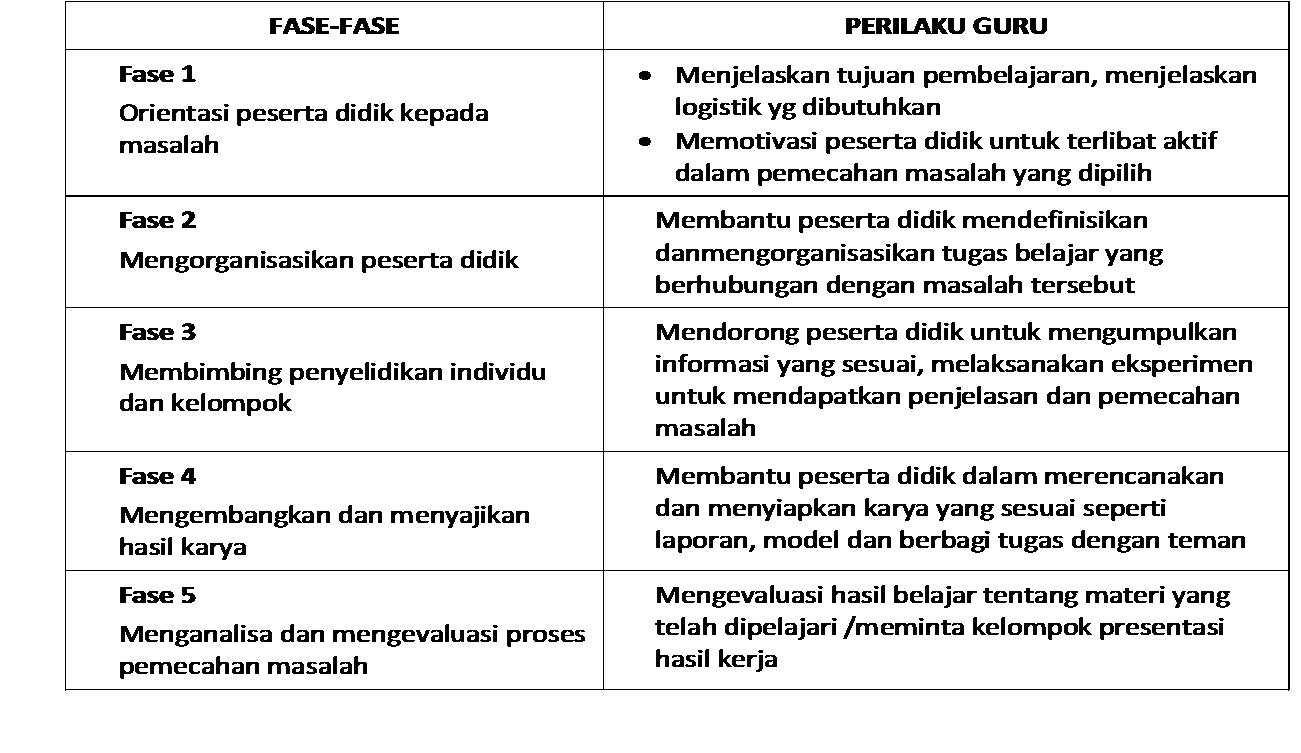 FASE-FASE
PERILAKU GURU
Fase 1
Orientasi peserta didik kepada
masalah
• Menjelaskan tujuan pembelajaran, menjelaskan
logistik yg dibutuhkan
• Memotivasi peserta didik untuk terlibat aktif
dalam pemecahan masalah yang dipilih
Fase 2
Mengorganisasikan peserta didik
Membantu peserta didik mendefinisikan
danmengorganisasikan tugas belajar yang
berhubungan dengan masalah tersebut
Fase 3
Membimbing penyelidikan individu
dan kelompok
Mendorong peserta didik untuk mengumpulkan
informasi yang sesuai, melaksanakan eksperimen
untuk mendapatkan penjelasan dan pemecahan
masalah
Fase 4
Mengembangkan dan menyajikan
hasil karya
Membantu peserta didik dalam merencanakan
dan menyiapkan karya yang sesuai seperti
laporan, model dan berbagi tugas dengan teman
Fase 5
Menganalisa dan mengevaluasi proses
pemecahan masalah
Mengevaluasi hasil belajar tentang materi yang
telah dipelajari /meminta kelompok presentasi
hasil kerja